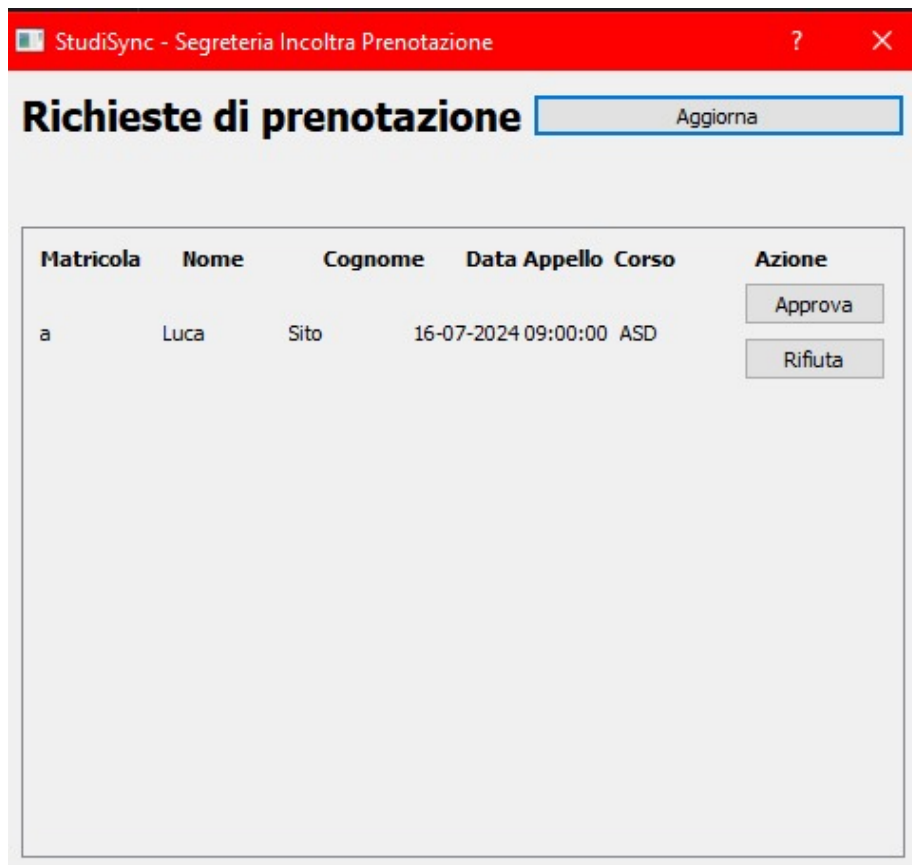 StudiSync - Segreteria Incoltra Prenotazione ?
Richieste di prenotazione Aggiorna
Matricola Nome Cognome Data Appello Corso Azione
Approva
a Luca Sito 16-07-2024 09:00:00 ASD
Rifiuta